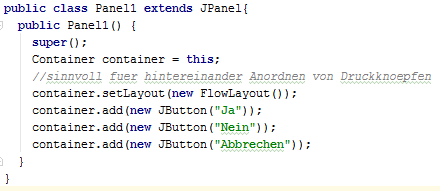 public class Panel1 extends JPanel{
public Panel1() {
super();
Container container = this;
//sinnvoll fuer hintereinander Anordnen von Druckknoepfen
container.setLayout(new FlowLayout());
container.add(new JButton("Ja"));
container.add(new JButton("Nein"));
container.add(new JButton("Abbrechen"));
}
}